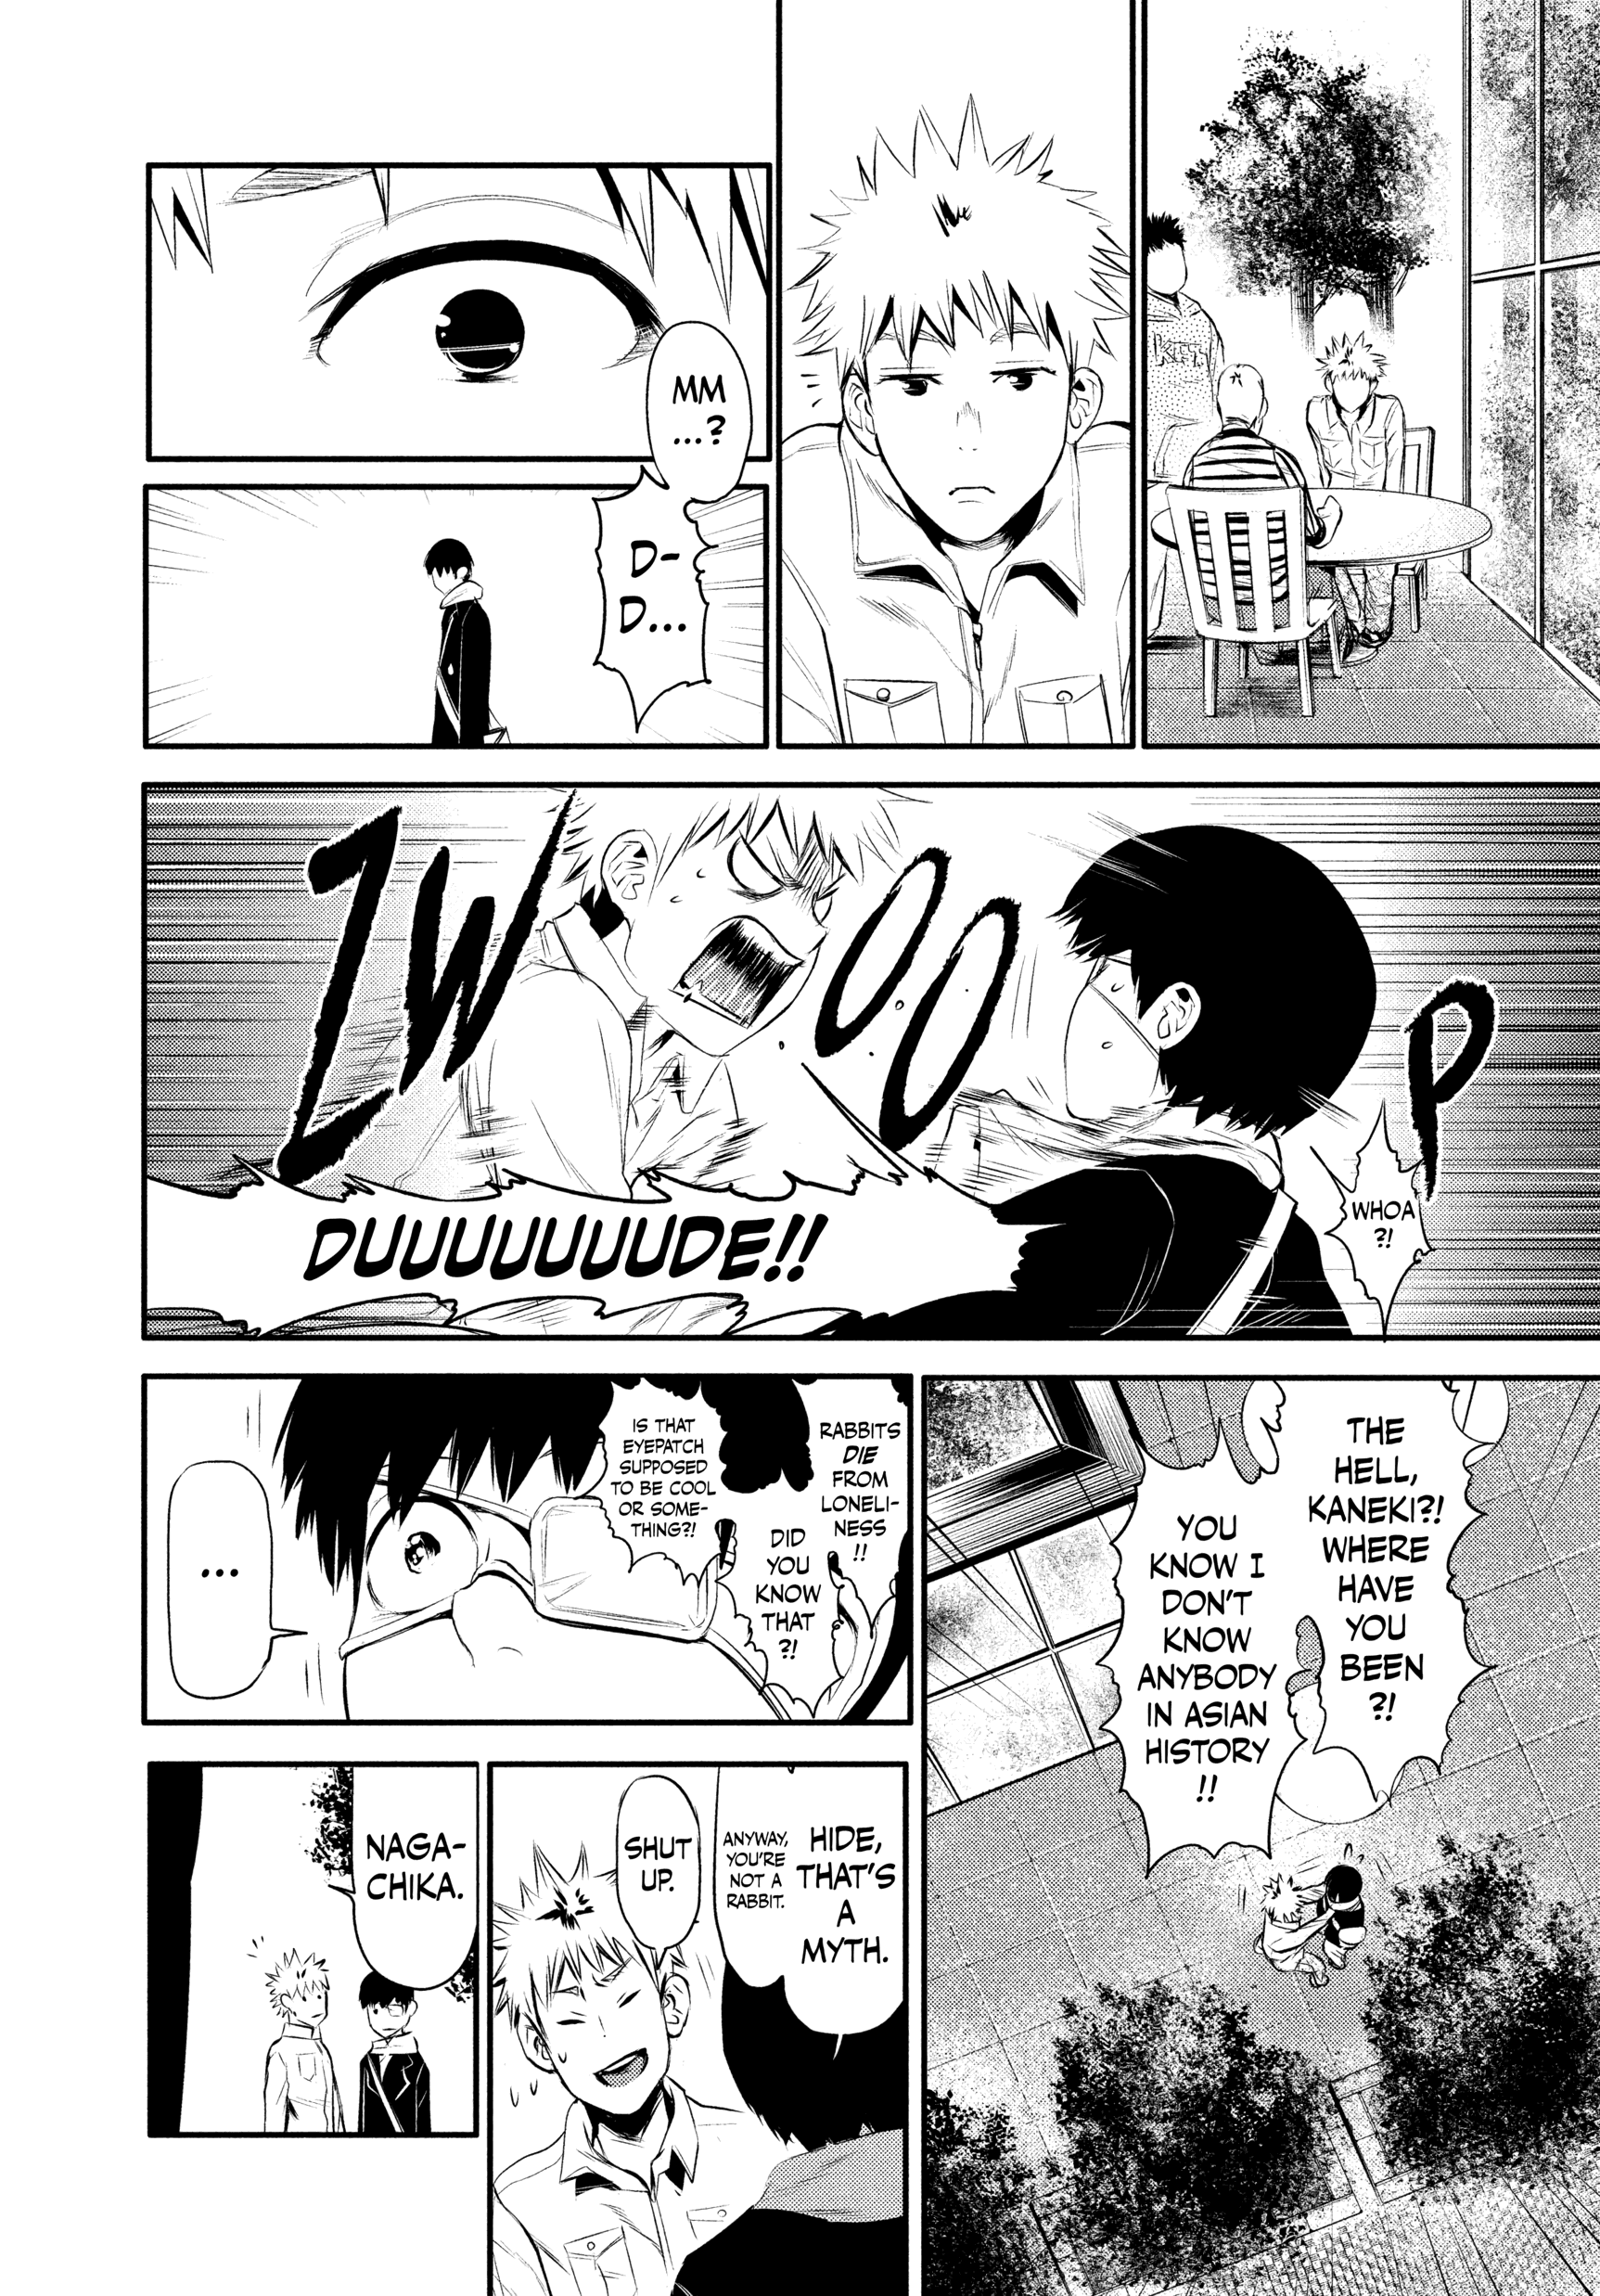 MM
...?
D-
D...
ZWOOP
DUUUUUUUUDE!!
WHOA
?!
THE
HELL,
KANEKI?!
WHERE
HAVE
YOU
BEEN
?!
YOU
KNOW I
DON'T
KNOW
ANYBODY
IN ASIAN
HISTORY
!!
RABBITS
DIE
FROM
LONELI-
NESS
!!
DID
YOU
KNOW
THAT
?!
IS THAT
EYEPATCH
SUPPOSED
TO BE COOL
OR SOME-
THING?!
...
HIDE,
THAT'S
A
MYTH.
ANYWAY,
YOU'RE
NOT A
RABBIT.
SHUT
UP.
NAGA-
CHIKA.